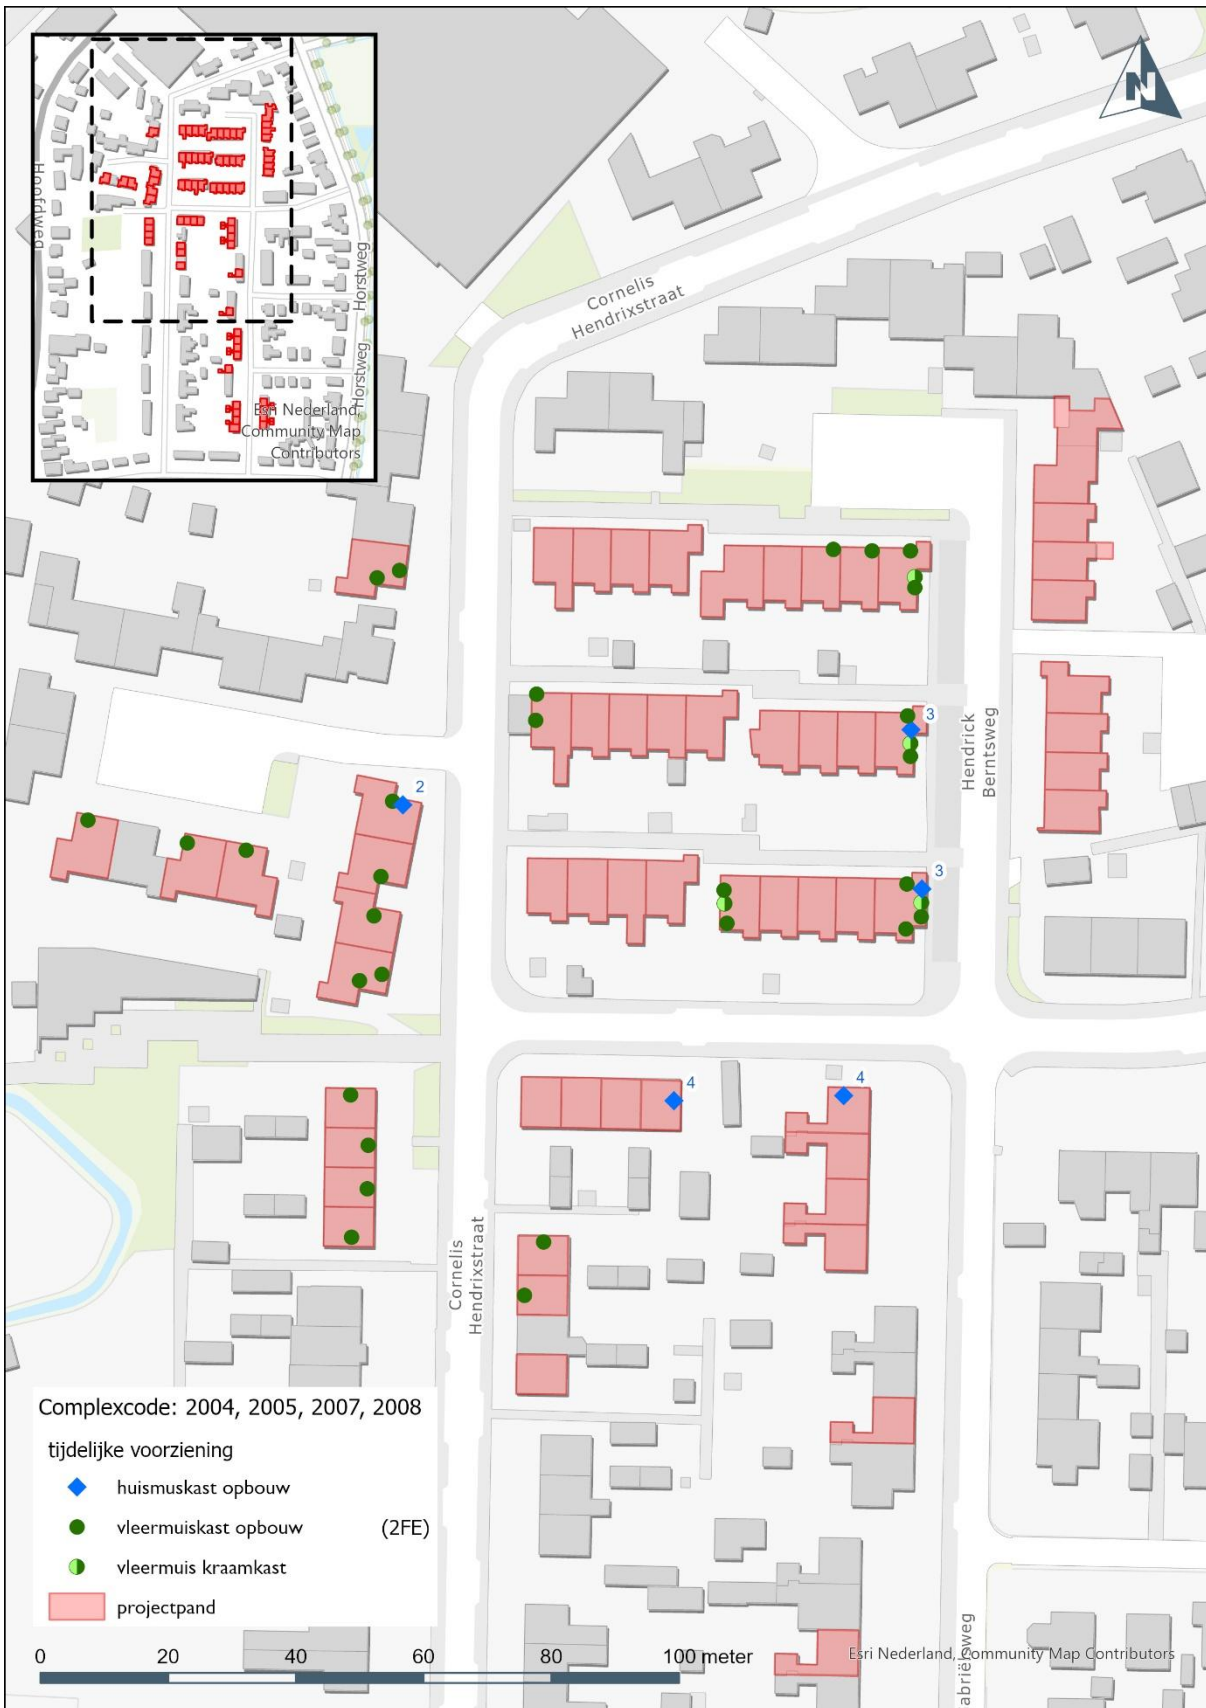 N
Hoofdweg
Horstweg
Horstweg
Esri Nederland,
Community Map
Contributors
Cornelis
Hendrixstraat
3
Hendrick
Berntsweg
2
3
4
4
Cornelis
Hendrixstraat
abriëlsweg
Complexcode: 2004, 2005, 2007, 2008
tijdelijke voorziening
huismuskast opbouw
vleermuiskast opbouw (2FE)
vleermuis kraamkast
projectpand
0 20 40 60 80 100 meter
Esri Nederland, Community Map Contributors